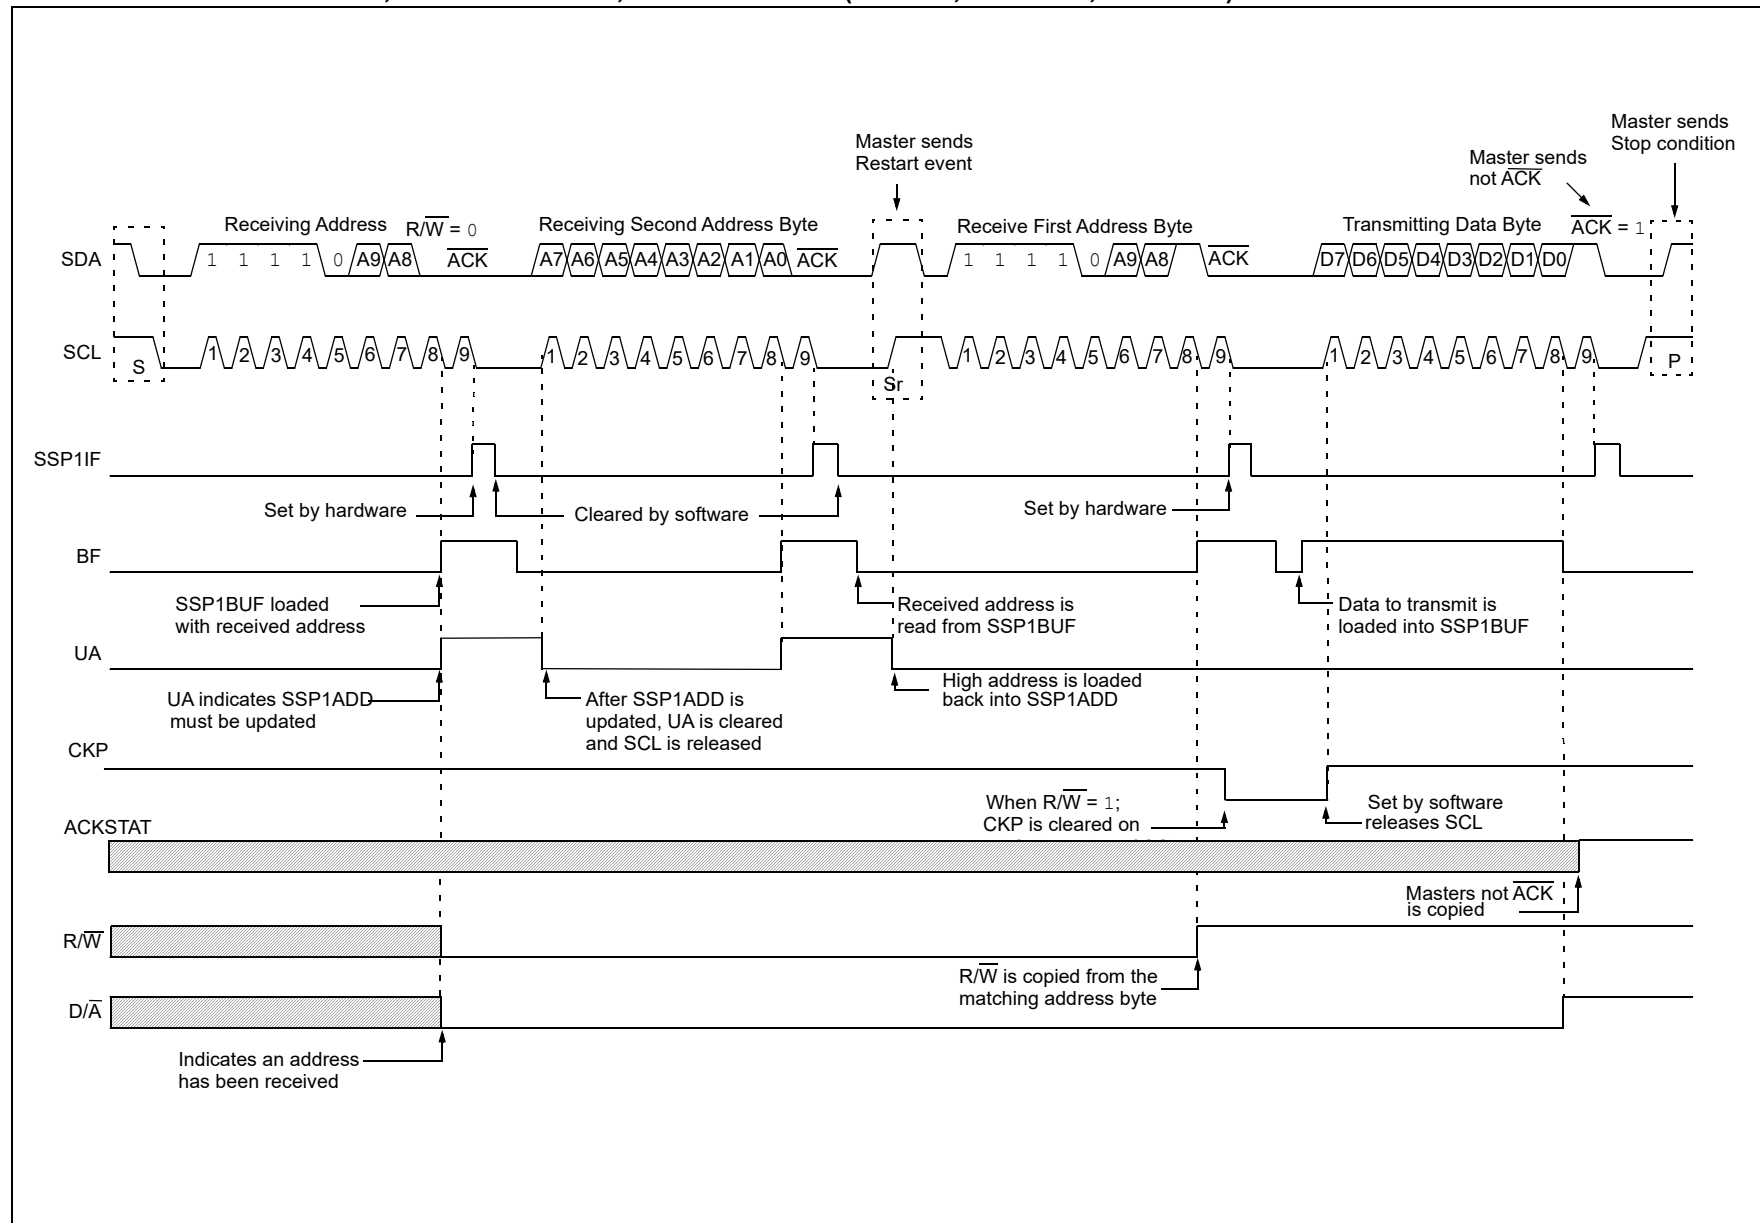 Master sends
Restart event
Master sends
not A̅C̅K̅
Master sends
Stop condition
Receiving Address
R/W̅ = 0
Receiving Second Address Byte
Receive First Address Byte
Transmitting Data Byte
A̅C̅K̅ = 1
SDA
1 1 1 1 0 A9 A8 A̅C̅K̅
A7 A6 A5 A4 A3 A2 A1 A0 A̅C̅K̅
1 1 1 1 0 A9 A8 A̅C̅K̅
D7 D6 D5 D4 D3 D2 D1 D0
SCL
S
1 2 3 4 5 6 7 8 9
1 2 3 4 5 6 7 8 9
Sr
1 2 3 4 5 6 7 8 9
1 2 3 4 5 6 7 8 9
P
SSP1IF
Set by hardware
Cleared by software
Set by hardware
BF
SSP1BUF loaded
with received address
Received address is
read from SSP1BUF
Data to transmit is
loaded into SSP1BUF
UA
UA indicates SSP1ADD
must be updated
After SSP1ADD is
updated, UA is cleared
and SCL is released
High address is loaded
back into SSP1ADD
CKP
When R/W̅ = 1;
CKP is cleared on
Set by software
releases SCL
ACKSTAT
Masters not A̅C̅K̅
is copied
R/W̅
R/W̅ is copied from the
matching address byte
D/A̅
Indicates an address
has been received